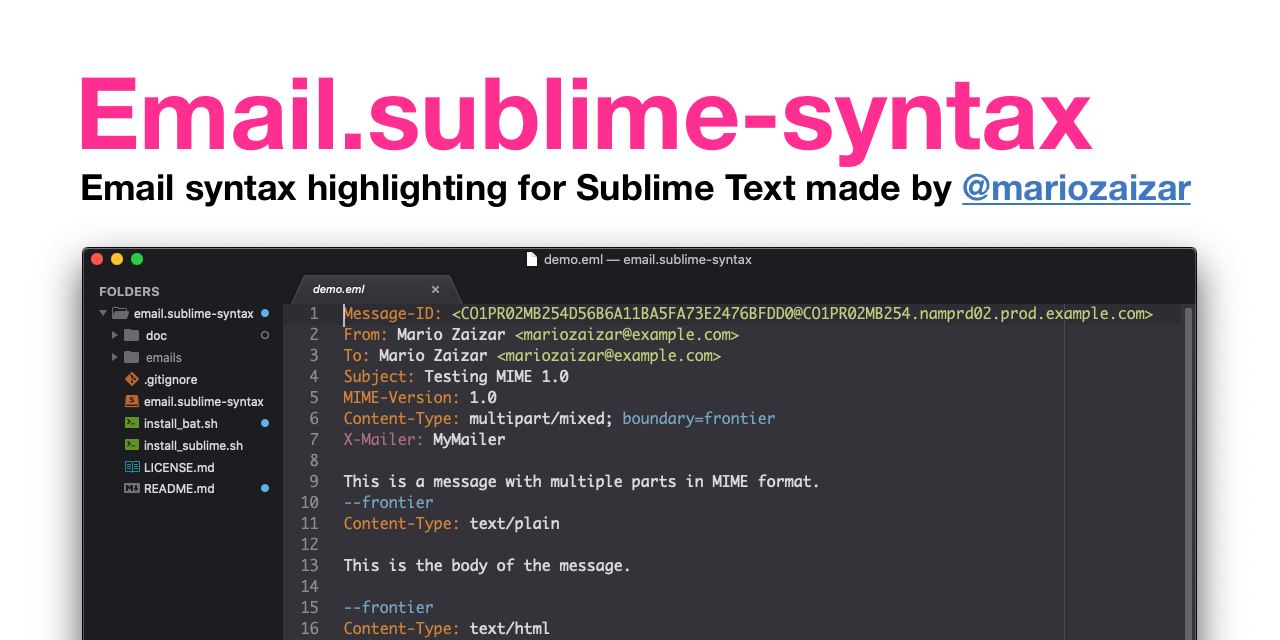 Email.sublime-syntax
Email syntax highlighting for Sublime Text made by @mariozaizar
demo.eml — email.sublime-syntax
FOLDERS
email.sublime-syntax
doc
emails
.gitignore
email.sublime-syntax
install_bat.sh
install_sublime.sh
LICENSE.md
README.md
demo.eml ×
1 Message-ID: <CO1PR02MB254D56B6A11BA5FA73E2476BFDD0@CO1PR02MB254.namprd02.prod.example.com>
2 From: Mario Zaizar <mariozaizar@example.com>
3 To: Mario Zaizar <mariozaizar@example.com>
4 Subject: Testing MIME 1.0
5 MIME-Version: 1.0
6 Content-Type: multipart/mixed; boundary=frontier
7 X-Mailer: MyMailer
8
9 This is a message with multiple parts in MIME format.
10 --frontier
11 Content-Type: text/plain
12
13 This is the body of the message.
14
15 --frontier
16 Content-Type: text/html